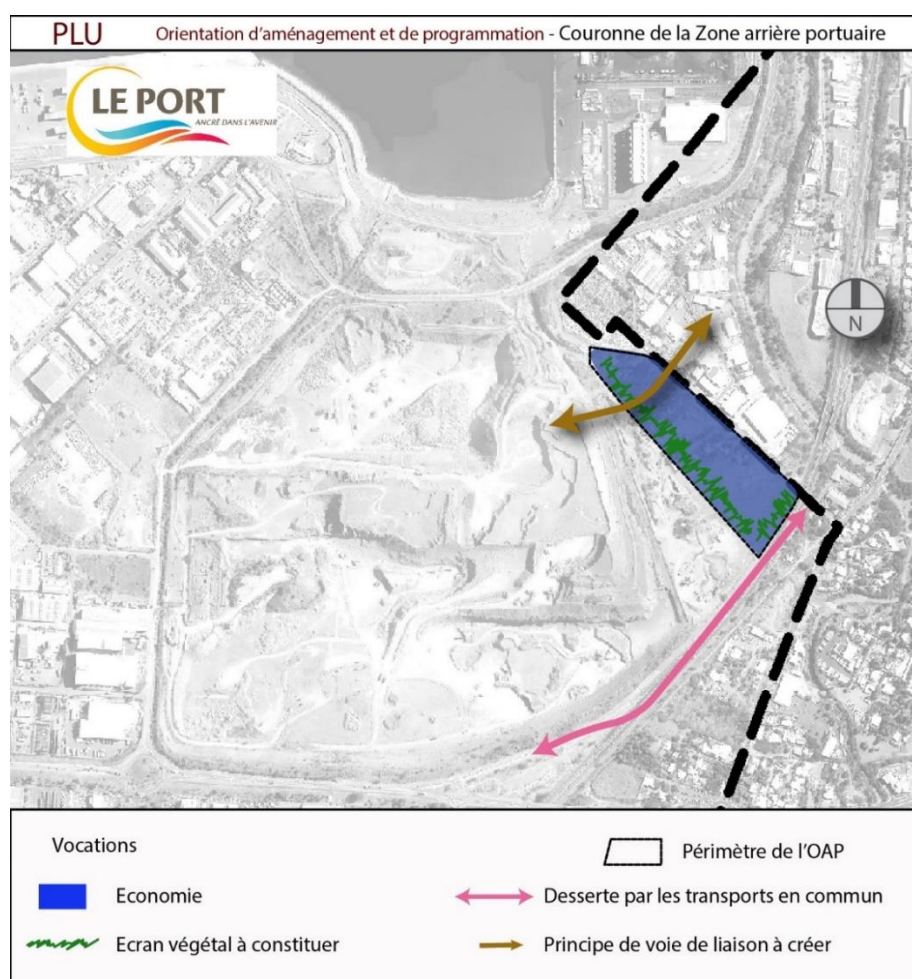 PLU Orientation d'aménagement et de programmation - Couronne de la Zone arrière portuaire
LE PORT
ANCRÉ DANS L'AVENIR
N
Vocations
Périmètre de l'OAP
Economie
Desserte par les transports en commun
Ecran végétal à constituer
Principe de voie de liaison à créer